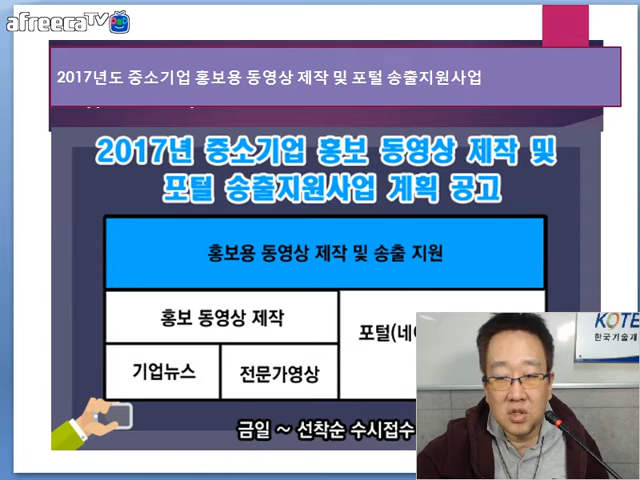 afreecaTV
2017년도 중소기업 홍보용 동영상 제작 및 포털 송출지원사업
2017년 중소기업 홍보 동영상 제작 및
포털 송출지원사업 계획 공고
홍보용 동영상 제작 및 송출 지원
홍보 동영상 제작
포털(네
기업뉴스
전문가영상
금일 ~ 선착순 수시접수
KOTE
한국기술개